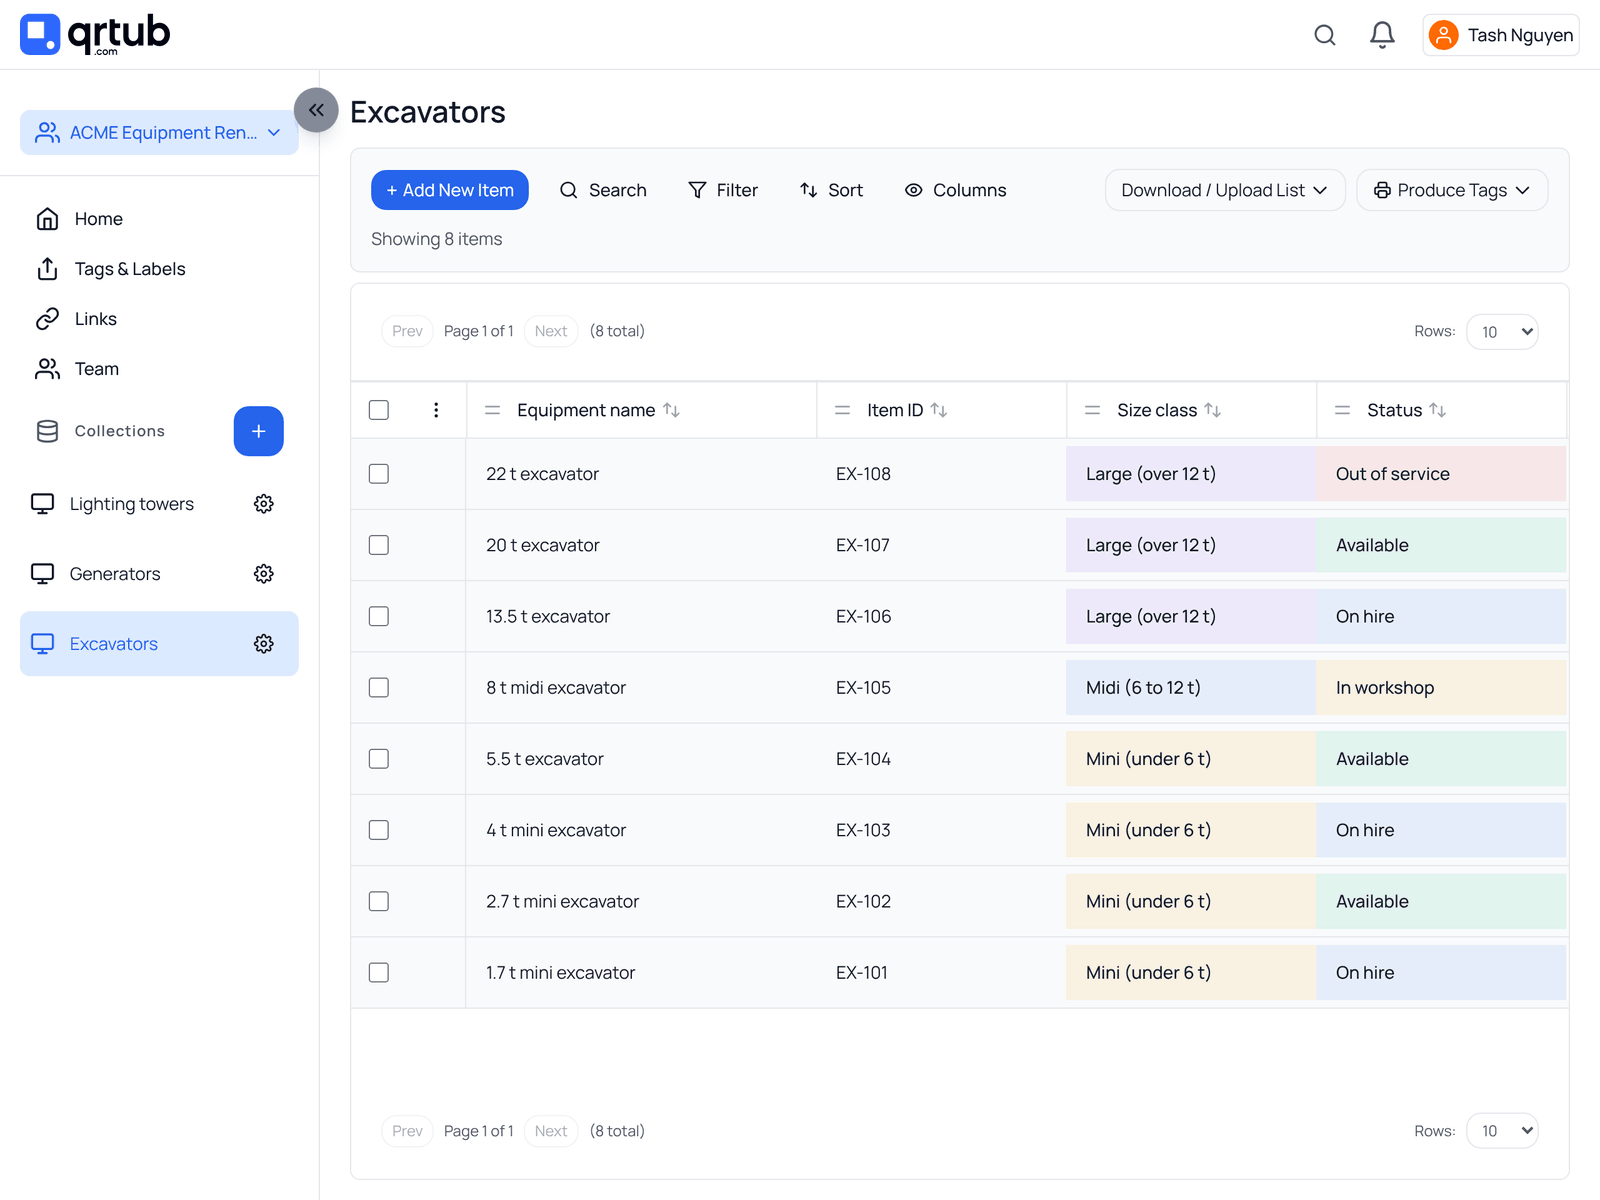 qrtub
.com
Tash Nguyen
ACME Equipment Ren...
Excavators
+ Add New Item
Search
Filter
Sort
Columns
Download / Upload List
Produce Tags
Showing 8 items
Home
Tags & Labels
Links
Team
Collections
+
Lighting towers
Generators
Excavators
Prev
Page 1 of 1
Next
(8 total)
Rows:
10
Equipment name
Item ID
Size class
Status
22 t excavator
EX-108
Large (over 12 t)
Out of service
20 t excavator
EX-107
Large (over 12 t)
Available
13.5 t excavator
EX-106
Large (over 12 t)
On hire
8 t midi excavator
EX-105
Midi (6 to 12 t)
In workshop
5.5 t excavator
EX-104
Mini (under 6 t)
Available
4 t mini excavator
EX-103
Mini (under 6 t)
On hire
2.7 t mini excavator
EX-102
Mini (under 6 t)
Available
1.7 t mini excavator
EX-101
Mini (under 6 t)
On hire
Prev
Page 1 of 1
Next
(8 total)
Rows:
10